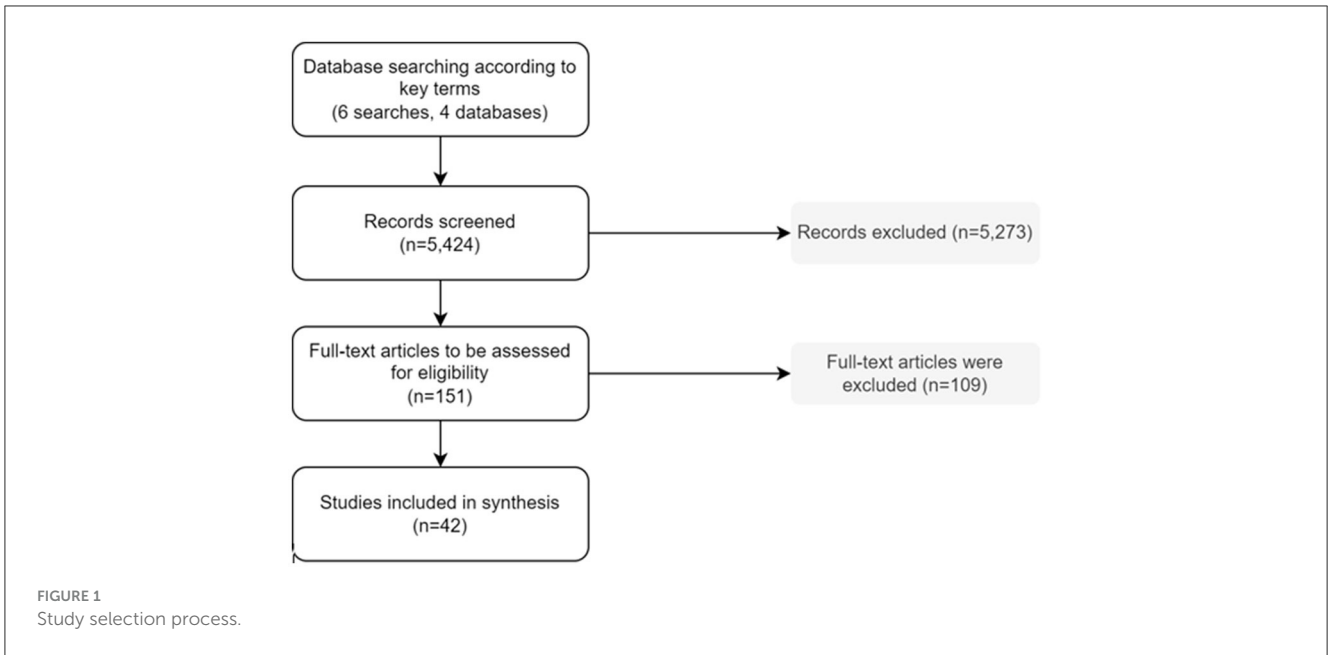 Database searching according to
key terms
(6 searches, 4 databases)
Records screened
(n=5,424)
Records excluded (n=5,273)
Full-text articles to be assessed
for eligibility
(n=151)
Full-text articles were
excluded (n=109)
Studies included in synthesis
(n=42)
FIGURE 1
Study selection process.